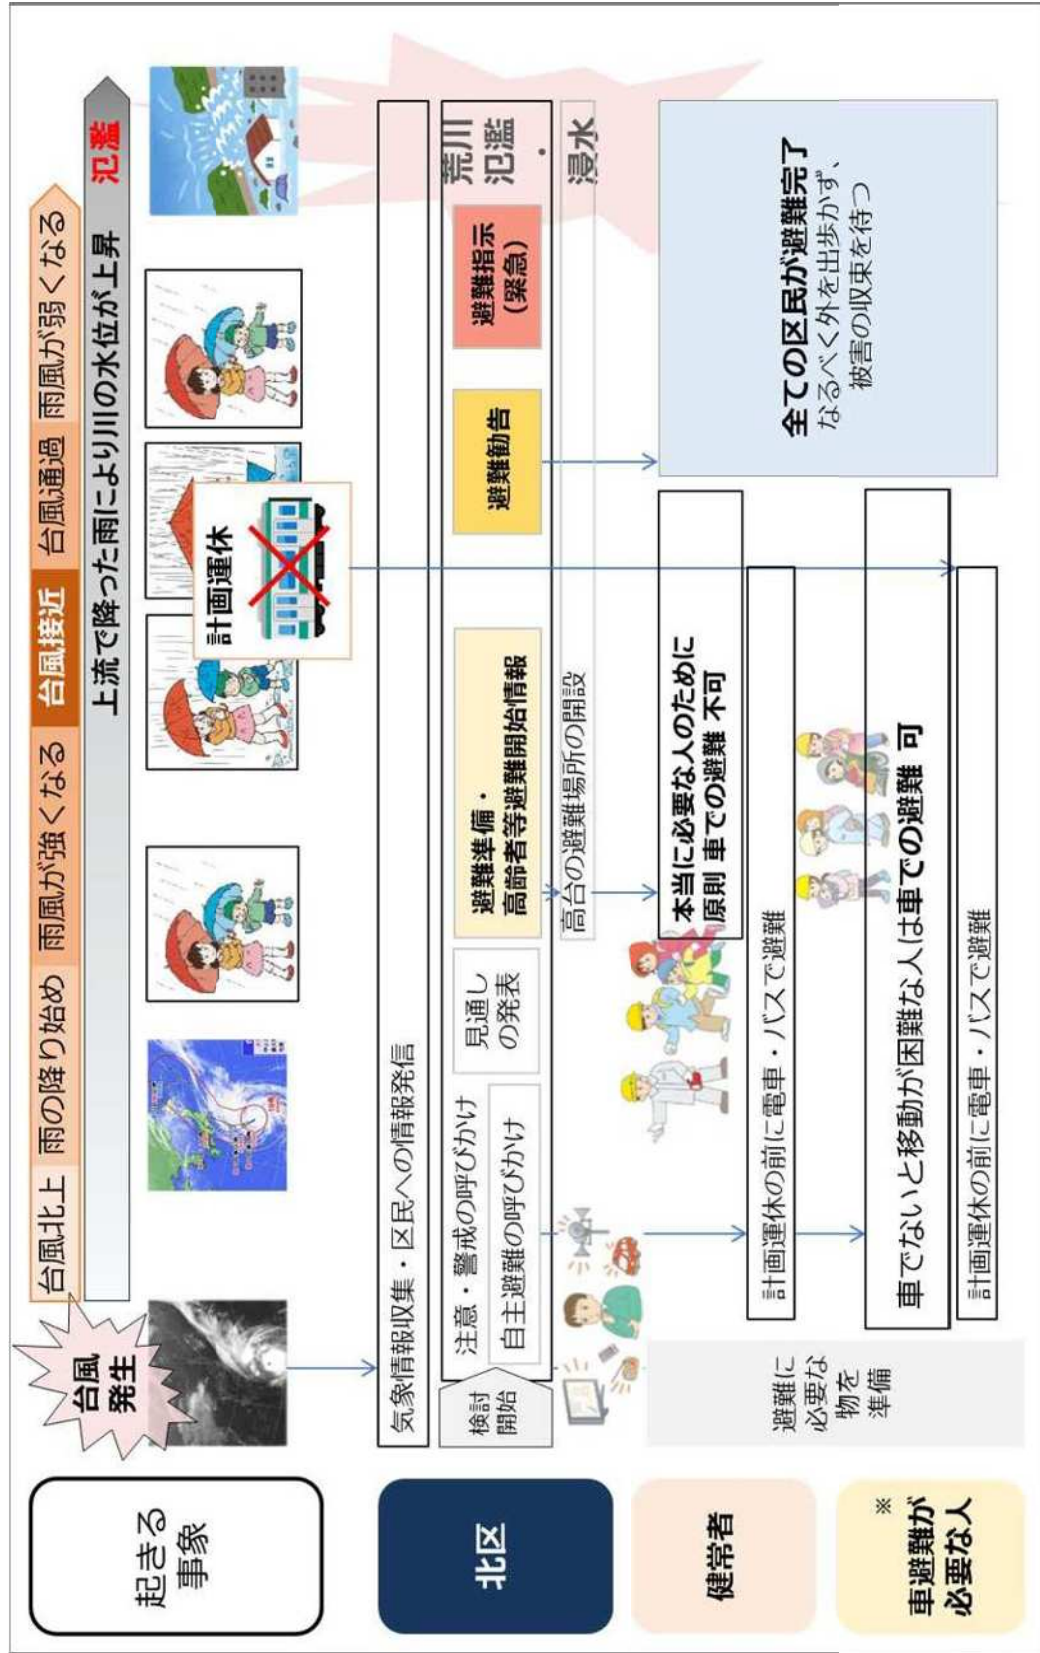 起きる
事象
台風
発生
台風北上
雨の降り始め
雨風が強くなる
台風接近
台風通過
雨風が弱くなる
上流で降った雨により川の水位が上昇
氾濫
計画運休
北区
気象情報収集・区民への情報発信
検討
開始
注意・警戒の呼びかけ
自主避難の呼びかけ
見通し
の発表
避難準備・
高齢者等避難開始情報
避難勧告
避難指示
(緊急)
荒川
氾濫
・
浸水
高台の避難場所の開設
健常者
避難に
必要な
物を
準備
本当に必要な人のために
原則 車での避難 不可
計画運休の前に電車・バスで避難
全ての区民が避難完了
なるべく外を出歩かず、
被害の収束を待つ
※
車避難が
必要な人
車でないと移動が困難な人は車での避難 可
計画運休の前に電車・バスで避難